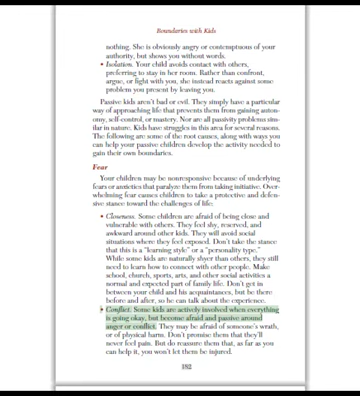 Boundaries with Kids
nothing. She is obviously angry or contemptuous of your
authority, but shows you without words.
• Isolation. Your child avoids contact with others,
preferring to stay in her room. Rather than confront,
argue, or fight with you, she instead reacts against some
problem you present by leaving you.
Passive kids aren't bad or evil. They simply have a particular
way of approaching life that prevents them from gaining auton-
omy, self-control, or mastery. Nor are all passivity problems sim-
ilar in nature. Kids have struggles in this area for several reasons.
The following are some of the root causes, along with ways you
can help your passive children develop the activity needed to
gain their own boundaries.
Fear
Your children may be nonresponsive because of underlying
fears or anxieties that paralyze them from taking initiative. Over-
whelming fear causes children to take a protective and defen-
sive stance toward the challenges of life:
• Closeness. Some children are afraid of being close and
vulnerable with others. They feel shy, reserved, and
awkward around other kids. They will avoid social
situations where they feel exposed. Don't take the stance
that this is a "learning style" or a "personality type."
While some kids are naturally shyer than others, they still
need to learn how to connect with other people. Make
school, church, sports, arts, and other social activities a
normal and expected part of family life. Don't get in
between your child and his acquaintances, but be there
before and after, so he can talk about the experience.
• Conflict. Some kids are actively involved when everything
is going okay, but become afraid and passive around
anger or conflict. They may be afraid of someone's wrath,
or of physical harm. Don't promise them that they'll
never feel pain. But do reassure them that, as far as you
can help it, you won't let them be injured.
182